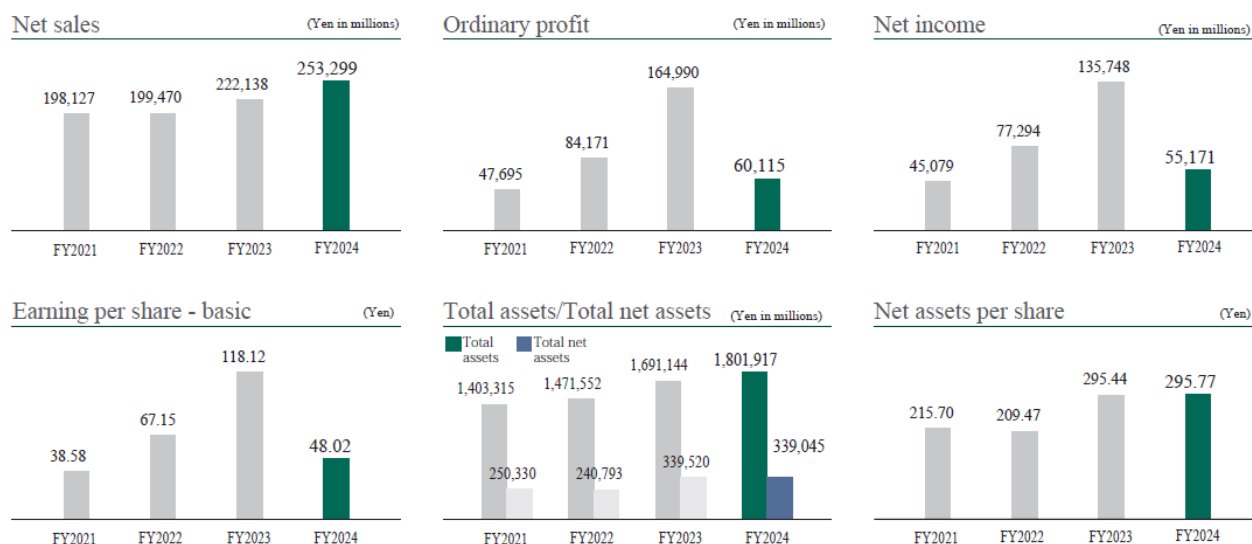 Net sales (Yen in millions)
253,299
222,138
198,127 199,470
FY2021 FY2022 FY2023 FY2024
Ordinary profit (Yen in millions)
164,990
84,171
60,115
47,695
FY2021 FY2022 FY2023 FY2024
Net income (Yen in millions)
135,748
77,294
55,171
45,079
FY2021 FY2022 FY2023 FY2024
Earning per share - basic (Yen)
118.12
67.15
48.02
38.58
FY2021 FY2022 FY2023 FY2024
Total assets/Total net assets (Yen in millions)
Total
assets
Total net
assets
1,801,917
1,691,144
1,403,315 1,471,552
339,045
339,520
250,330 240,793
FY2021 FY2022 FY2023 FY2024
Net assets per share (Yen)
295.44 295.77
215.70 209.47
FY2021 FY2022 FY2023 FY2024